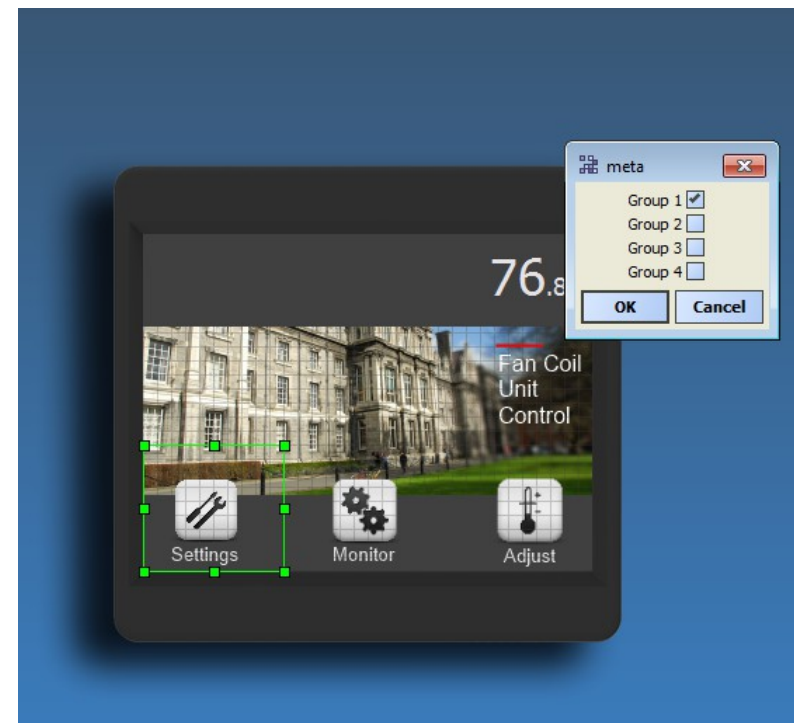 meta
Group 1
Group 2
Group 3
Group 4
OK Cancel
76.8
Fan Coil
Unit
Control
Settings Monitor Adjust